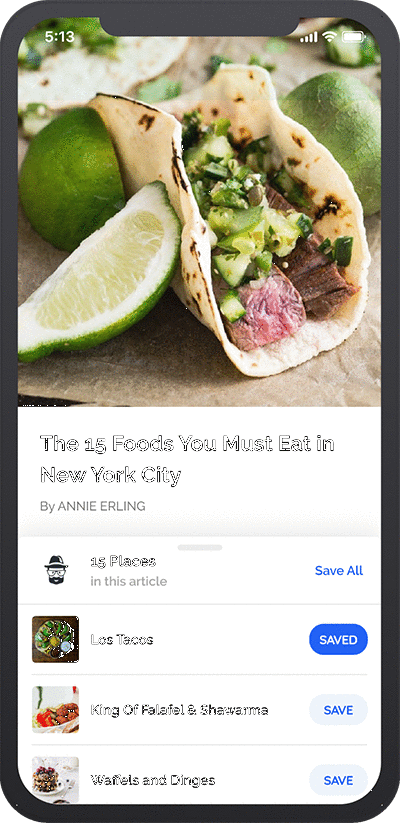 5:13
The 15 Foods You Must Eat in
New York City
By ANNIE ERLING
15 Places
in this article
Save All
Los Tacos
SAVED
King Of Falafel & Shawarma
SAVE
Waffels and Dinges
SAVE